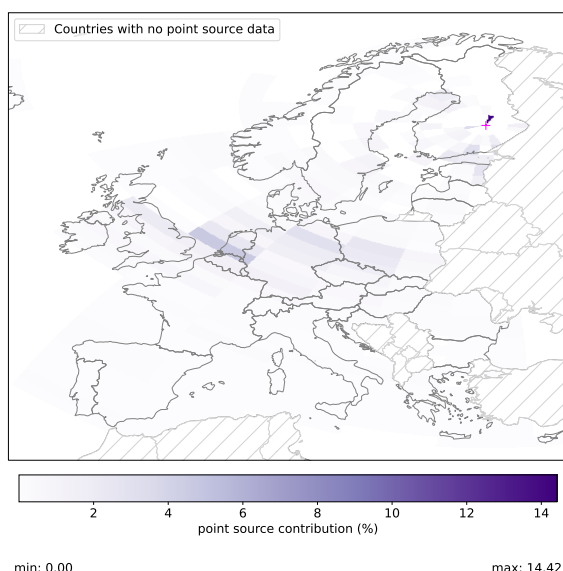 Countries with no point source data
2 4 6 8 10 12 14
point source contribution (%)
min: 0.00 max: 14.42